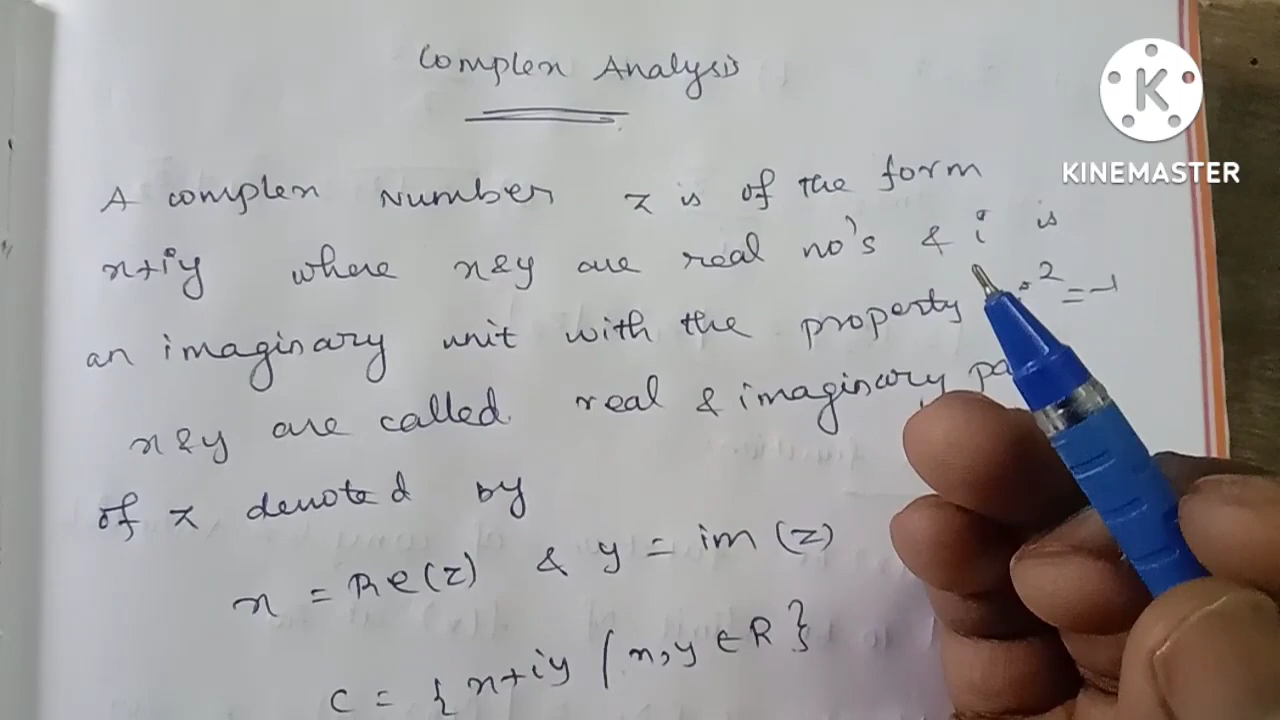 Complex Analysis
K
KINEMASTER
A complex Number z is of the form
x+iy where x&y are real no's & i is
an imaginary unit with the property ²=-1
x&y are called real & imaginary
of z denoted by
x = Re(z) & y = im (z)
C = { x+iy / x,y ∈ R }